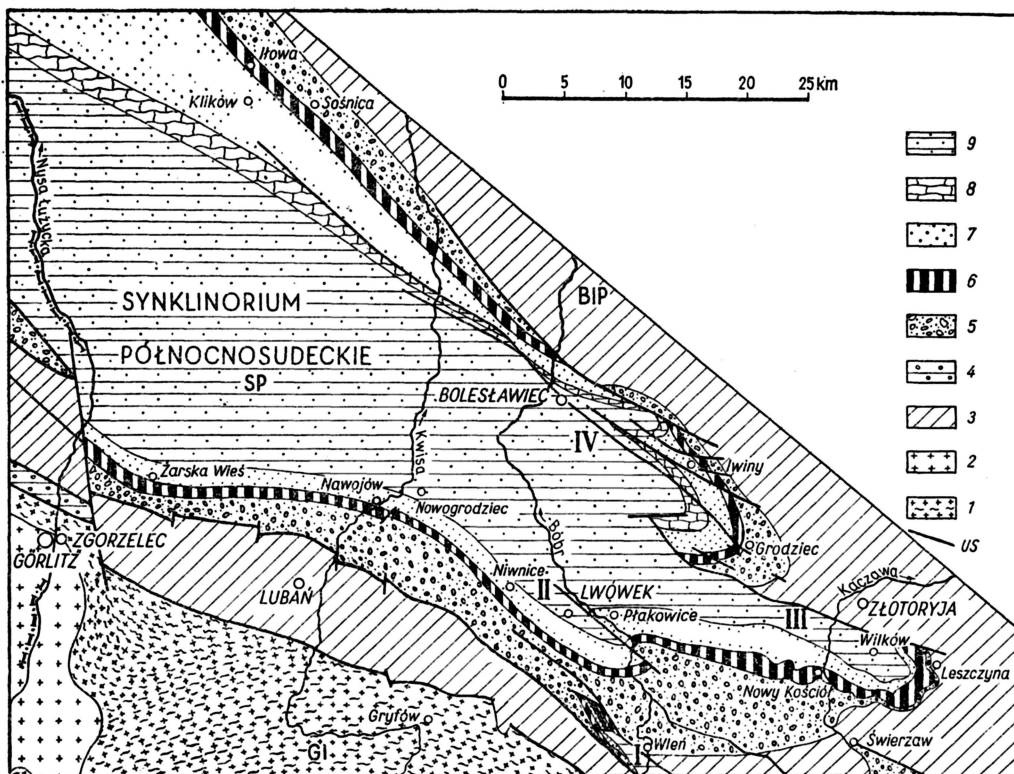 Iłowa
Klików
Sośnica
0 5 10 15 20 25 km
9
8
7
6
5
4
3
2
1
US
Nysa Łużycka
SYNKLINORIUM
PÓŁNOCNOSUDECKIE
SP
BIP
BOLESŁAWIEC
IV
Iwiny
Kwisa
Żarska Wieś
Nawojów
Nowogrodziec
Bóbr
Grodziec
ZGORZELEC
GÖRLITZ
LUBAŃ
Niwnice
II
LWÓWEK
Płakowice
Kaczawa
ZŁOTORYJA
III
Wilków
Leszczyna
Nowy Kościół
Gryfów
GI
I
Wleń
Świerzaw